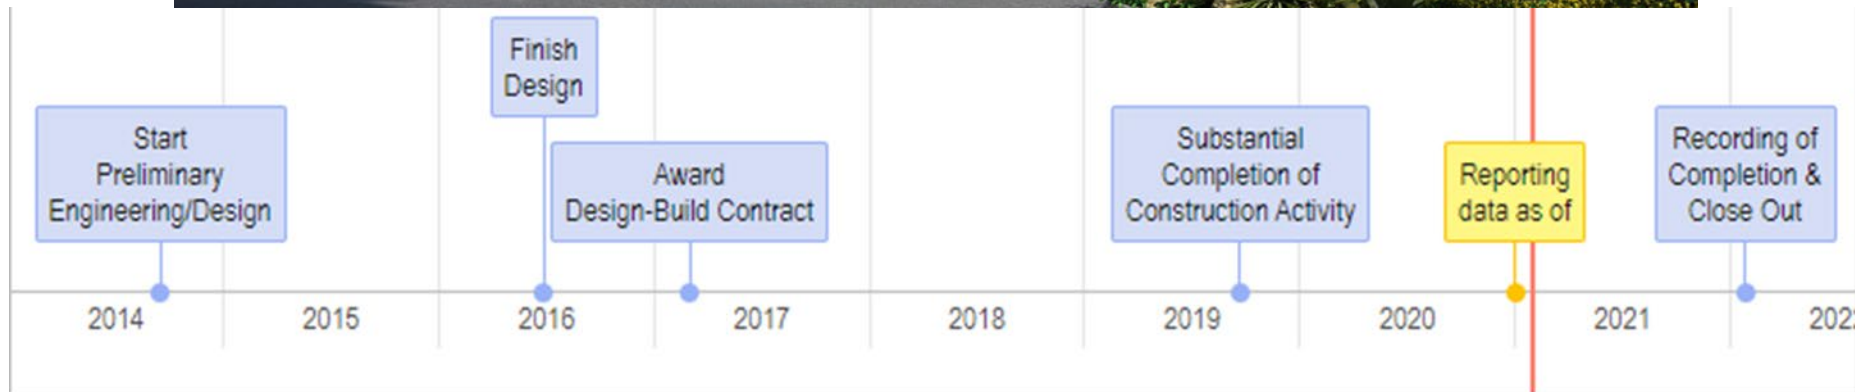 Finish
Design
Start
Preliminary
Engineering/Design
Award
Design-Build Contract
Substantial
Completion of
Construction Activity
Reporting
data as of
Recording of
Completion &
Close Out
2014
2015
2016
2017
2018
2019
2020
2021